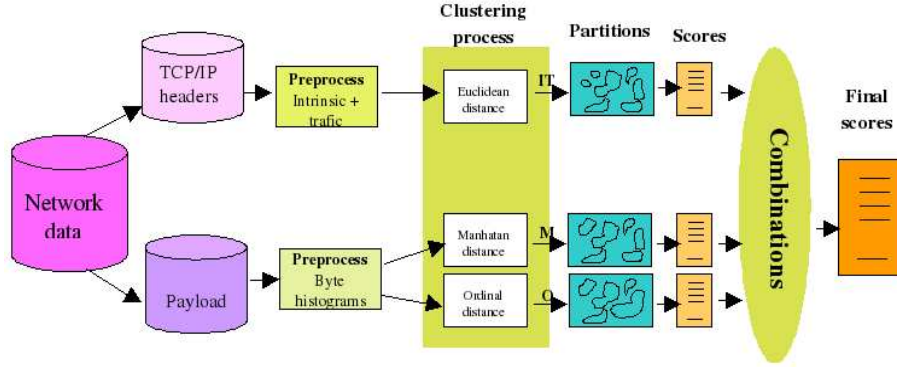 Clustering
process
Partitions
Scores
TCP/IP
headers
Preprocess
Intrinsic +
trafic
Euclidean
distance
IT
Final
scores
Network
data
Combinations
Manhatan
distance
M
Payload
Preprocess
Byte
histograms
Ordinal
distance
O